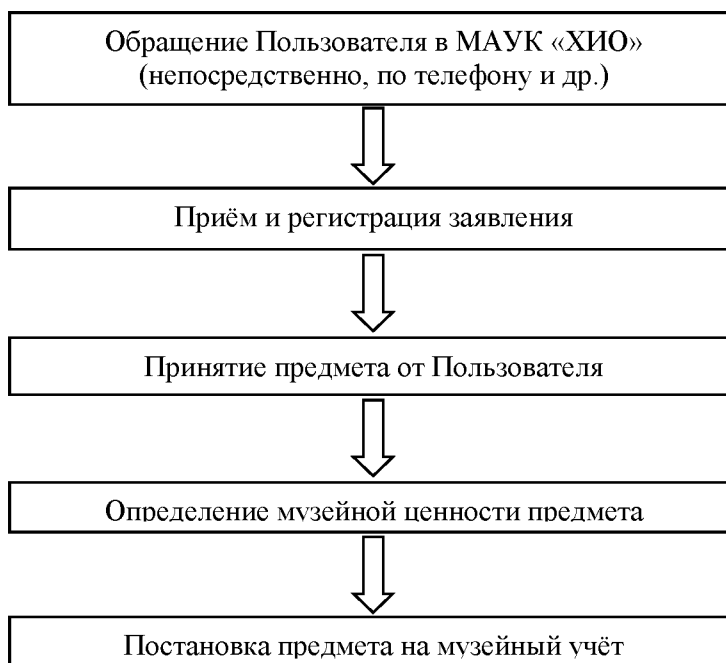 Обращение Пользователя в МАУК «ХИО»
(непосредственно, по телефону и др.)
Приём и регистрация заявления
Принятие предмета от Пользователя
Определение музейной ценности предмета
Постановка предмета на музейный учёт